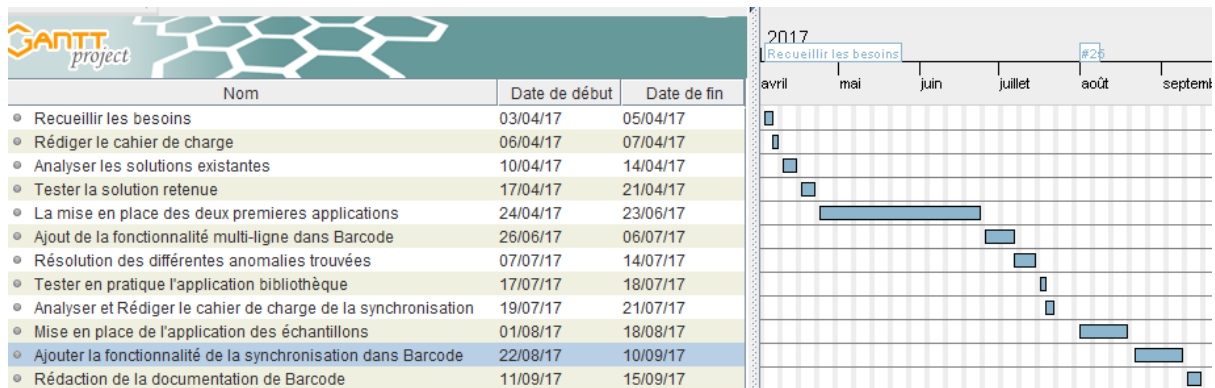 GANTT
project
Nom Date de début Date de fin
Recueillir les besoins 03/04/17 05/04/17
Rédiger le cahier de charge 06/04/17 07/04/17
Analyser les solutions existantes 10/04/17 14/04/17
Tester la solution retenue 17/04/17 21/04/17
La mise en place des deux premieres applications 24/04/17 23/06/17
Ajout de la fonctionnalité multi-ligne dans Barcode 26/06/17 06/07/17
Résolution des différentes anomalies trouvées 07/07/17 14/07/17
Tester en pratique l'application bibliothèque 17/07/17 18/07/17
Analyser et Rédiger le cahier de charge de la synchronisation 19/07/17 21/07/17
Mise en place de l'application des échantillons 01/08/17 18/08/17
Ajouter la fonctionnalité de la synchronisation dans Barcode 22/08/17 10/09/17
Rédaction de la documentation de Barcode 11/09/17 15/09/17
2017
Recueillir les besoins #26
avril mai juin juillet août septemb